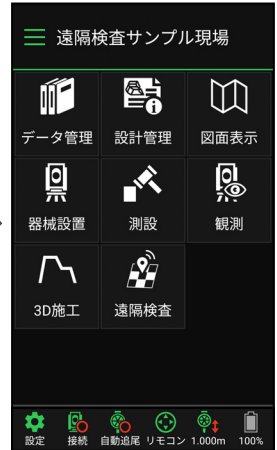 遠隔検査サンプル現場
データ管理 設計管理 図面表示
器械設置 測設 観測
3D施工 遠隔検査
設定 接続 自動追尾 リモコン 1.000m 100%